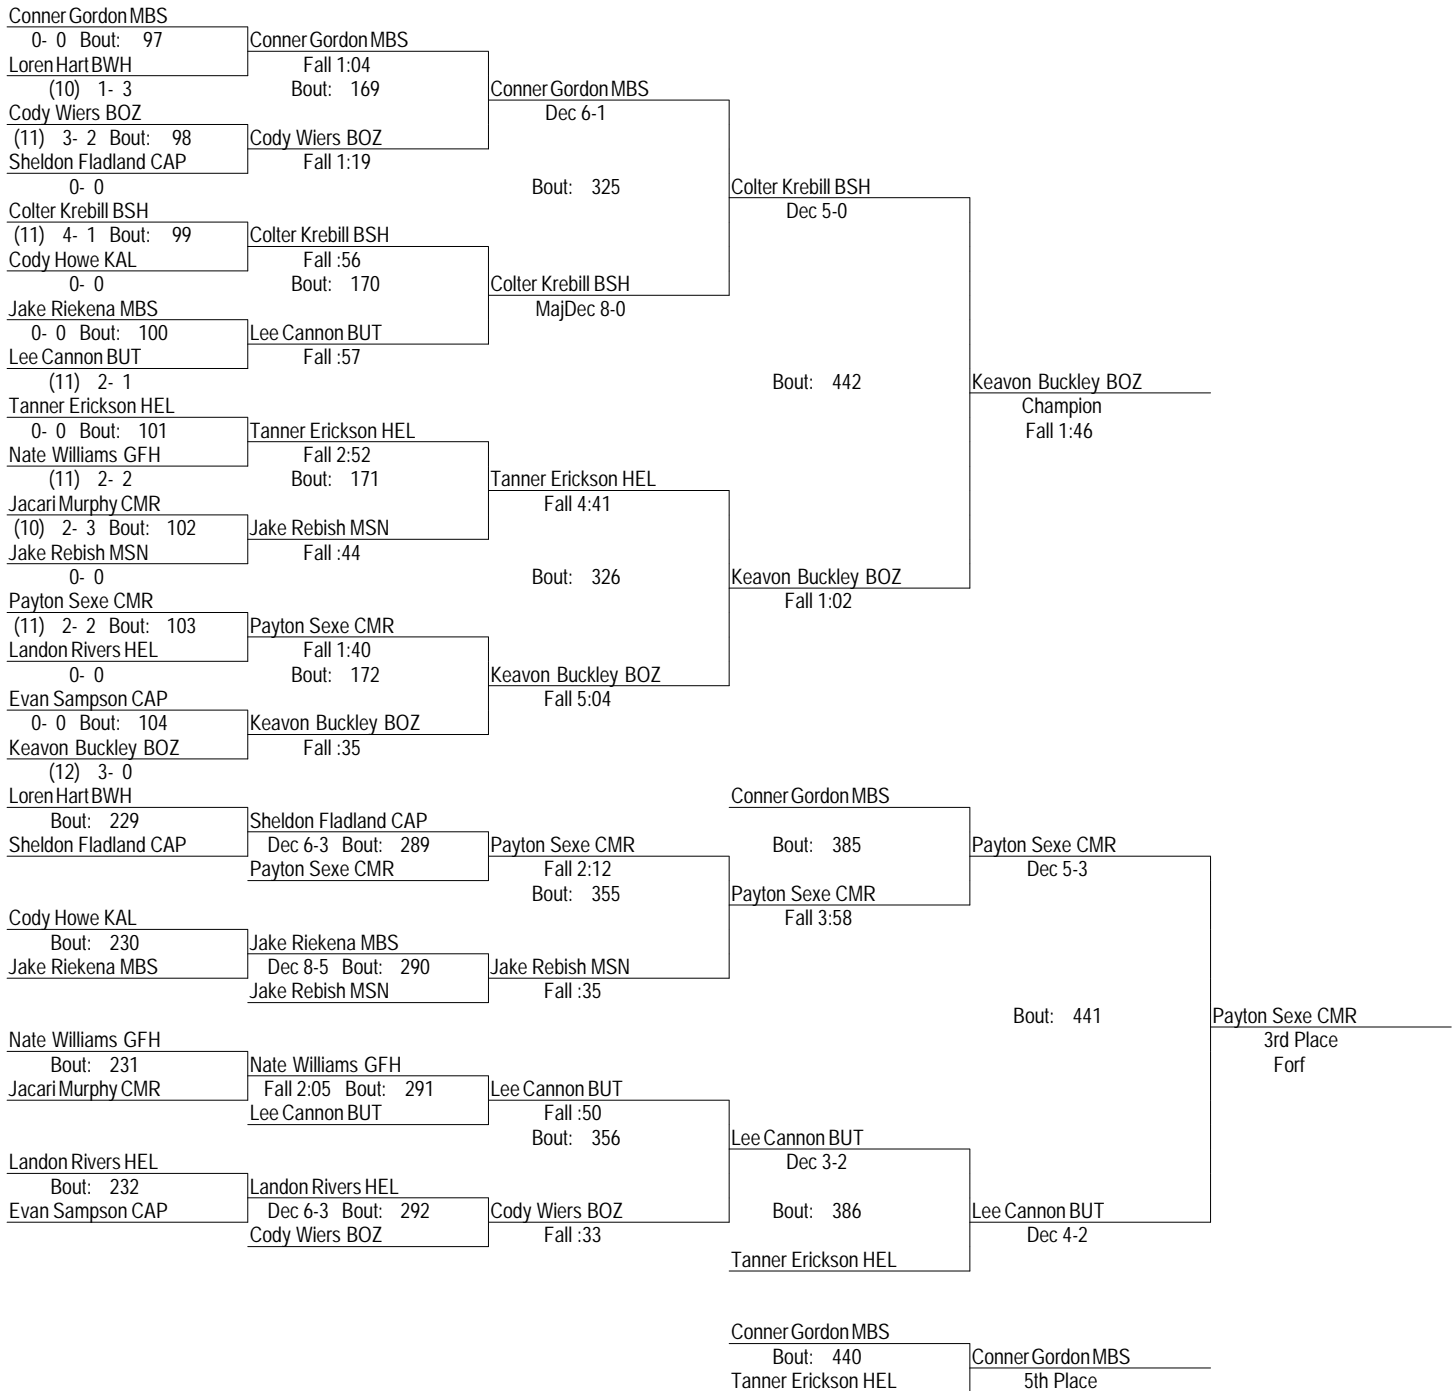 Conner Gordon MBS
0- 0 Bout: 97
Conner Gordon MBS
Loren Hart BWH
Fall 1:04
(10) 1- 3
Bout: 169
Conner Gordon MBS
Cody Wiers BOZ
Dec 6-1
(11) 3- 2 Bout: 98
Cody Wiers BOZ
Sheldon Fladland CAP
Fall 1:19
0- 0
Bout: 325
Colter Krebill BSH
Colter Krebill BSH
Dec 5-0
(11) 4- 1 Bout: 99
Colter Krebill BSH
Cody Howe KAL
Fall :56
0- 0
Bout: 170
Colter Krebill BSH
Jake Riekena MBS
MajDec 8-0
0- 0 Bout: 100
Lee Cannon BUT
Lee Cannon BUT
Fall :57
(11) 2- 1
Bout: 442
Keavon Buckley BOZ
Tanner Erickson HEL
Champion
0- 0 Bout: 101
Tanner Erickson HEL
Fall 1:46
Nate Williams GFH
Fall 2:52
(11) 2- 2
Bout: 171
Tanner Erickson HEL
Jacari Murphy CMR
Fall 4:41
(10) 2- 3 Bout: 102
Jake Rebish MSN
Jake Rebish MSN
Fall :44
0- 0
Bout: 326
Keavon Buckley BOZ
Payton Sexe CMR
Fall 1:02
(11) 2- 2 Bout: 103
Payton Sexe CMR
Landon Rivers HEL
Fall 1:40
0- 0
Bout: 172
Keavon Buckley BOZ
Evan Sampson CAP
Fall 5:04
0- 0 Bout: 104
Keavon Buckley BOZ
Keavon Buckley BOZ
Fall :35
(12) 3- 0
Loren Hart BWH
Conner Gordon MBS
Bout: 229
Sheldon Fladland CAP
Sheldon Fladland CAP
Dec 6-3 Bout: 289
Payton Sexe CMR
Bout: 385
Payton Sexe CMR
Payton Sexe CMR
Fall 2:12
Dec 5-3
Bout: 355
Payton Sexe CMR
Cody Howe KAL
Fall 3:58
Bout: 230
Jake Riekena MBS
Jake Riekena MBS
Dec 8-5 Bout: 290
Jake Rebish MSN
Jake Rebish MSN
Fall :35
Bout: 441
Payton Sexe CMR
Nate Williams GFH
3rd Place
Bout: 231
Nate Williams GFH
Forf
Jacari Murphy CMR
Fall 2:05 Bout: 291
Lee Cannon BUT
Lee Cannon BUT
Fall :50
Bout: 356
Lee Cannon BUT
Landon Rivers HEL
Dec 3-2
Bout: 232
Landon Rivers HEL
Evan Sampson CAP
Dec 6-3 Bout: 292
Cody Wiers BOZ
Bout: 386
Lee Cannon BUT
Cody Wiers BOZ
Fall :33
Dec 4-2
Tanner Erickson HEL
Conner Gordon MBS
Bout: 440
Conner Gordon MBS
Tanner Erickson HEL
5th Place